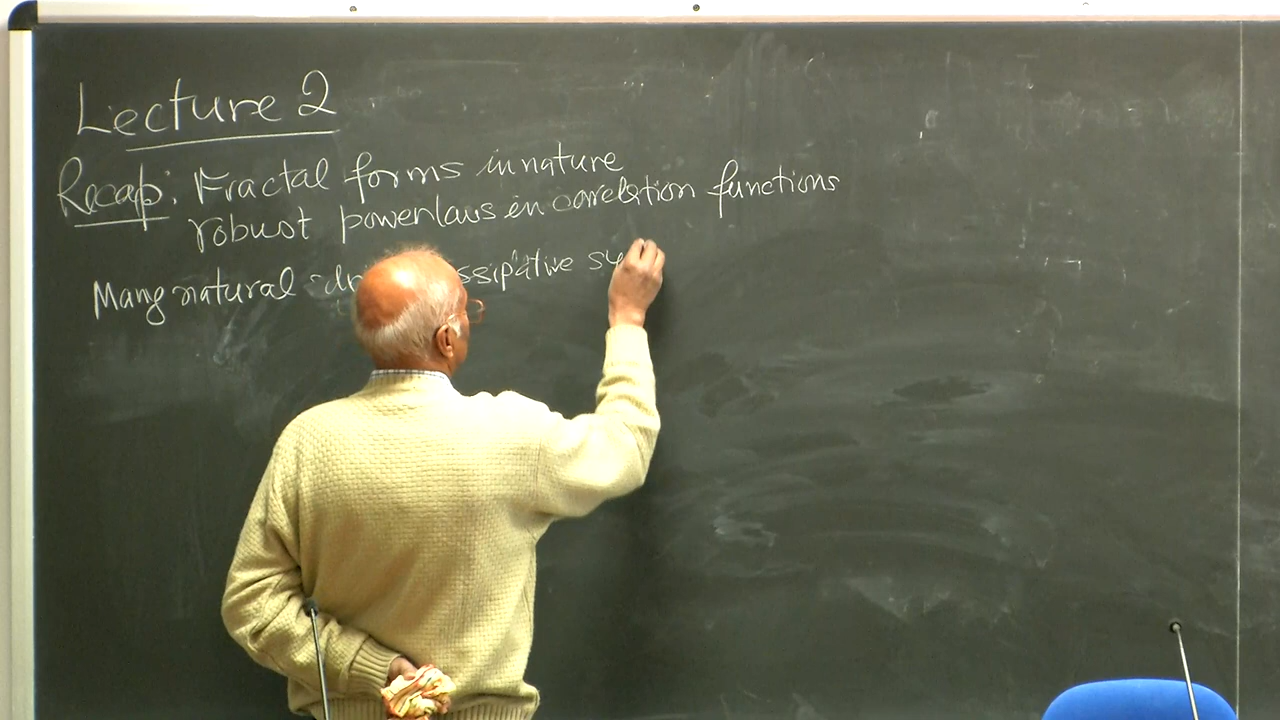 Lecture 2
Recap: Fractal forms in nature
robust powerlaws in correlation functions
Many natural